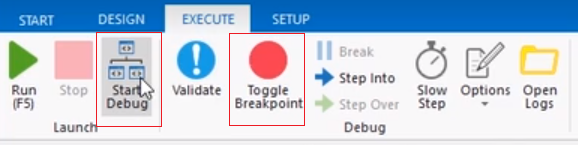 START DESIGN EXECUTE SETUP
Run (F5)
Stop
Start Debug
Validate
Toggle Breakpoint
Break
Step Into
Step Over
Slow Step
Options
Open Logs
Launch
Debug